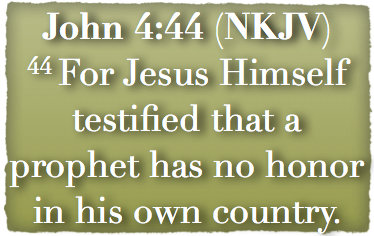 John 4:44 (NKJV)
44 For Jesus Himself
testified that a
prophet has no honor
in his own country.